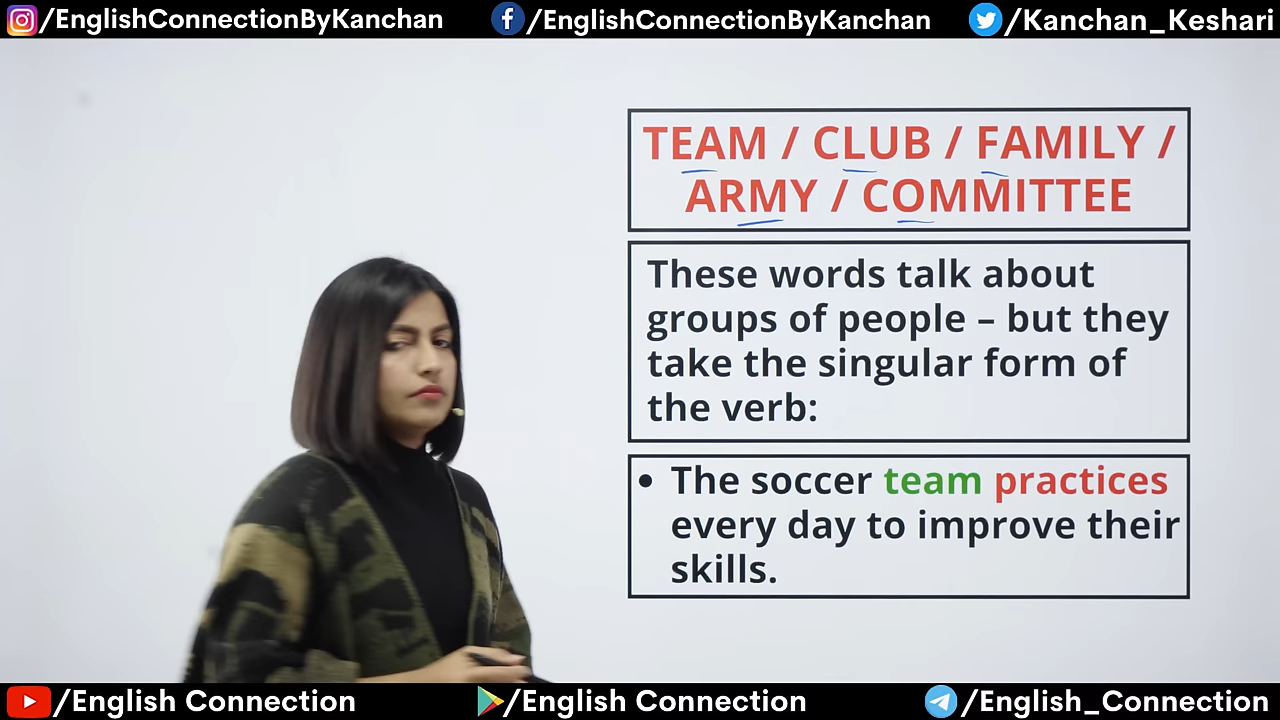 /EnglishConnectionByKanchan /EnglishConnectionByKanchan /Kanchan_Keshari
TEAM / CLUB / FAMILY /
ARMY / COMMITTEE
These words talk about
groups of people – but they
take the singular form of
the verb:
• The soccer team practices
every day to improve their
skills.
/English Connection /English Connection /English_Connection